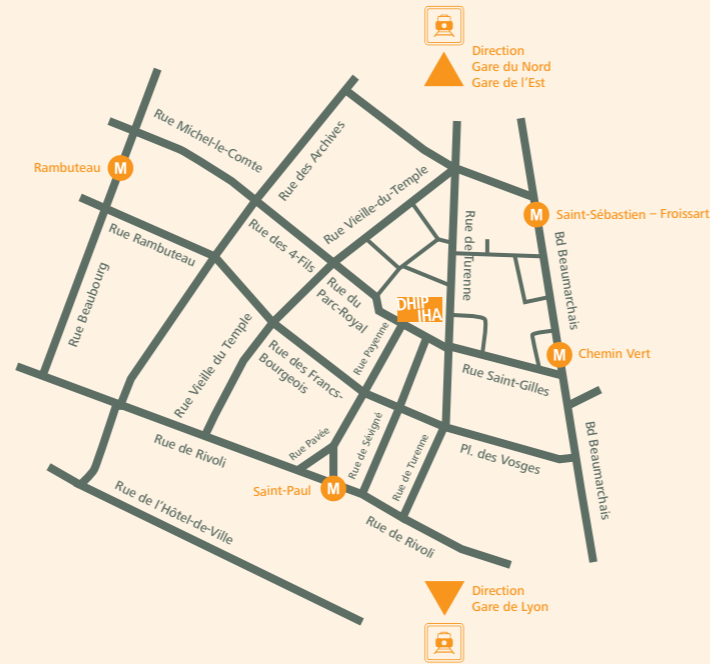 Direction
Gare du Nord
Gare de l'Est
Rue Michel-le-Comte
Rue des Archives
Rambuteau
M
Rue Vieille-du-Temple
M
Saint-Sébastien – Froissart
Rue de Turenne
Rue Rambuteau
Rue des 4-Fils
Bd Beaumarchais
Rue du
Parc-Royal
DHIP
IHA
Rue Beaubourg
Rue Payenne
M
Chemin Vert
Rue Vieille du Temple
Rue des Francs-
Bourgeois
Rue Saint-Gilles
Rue de Rivoli
Rue Pavée
Rue de Sévigné
Rue de Turenne
Pl. des Vosges
Bd Beaumarchais
Saint-Paul
M
Rue de l'Hôtel-de-Ville
Rue de Rivoli
Direction
Gare de Lyon